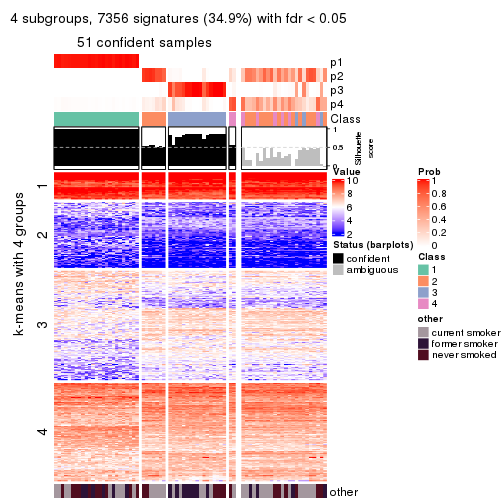 4 subgroups, 7356 signatures (34.9%) with fdr < 0.05
51 confident samples
p1
p2
p3
p4
Class
1
0.5
0
Silhouette
score
k-means with 4 groups
1
2
3
4
other
Value
10
8
6
4
2
Status (barplots)
confident
ambiguous
Prob
1
0.8
0.6
0.4
0.2
0
Class
1
2
3
4
other
current smoker
former smoker
never smoked